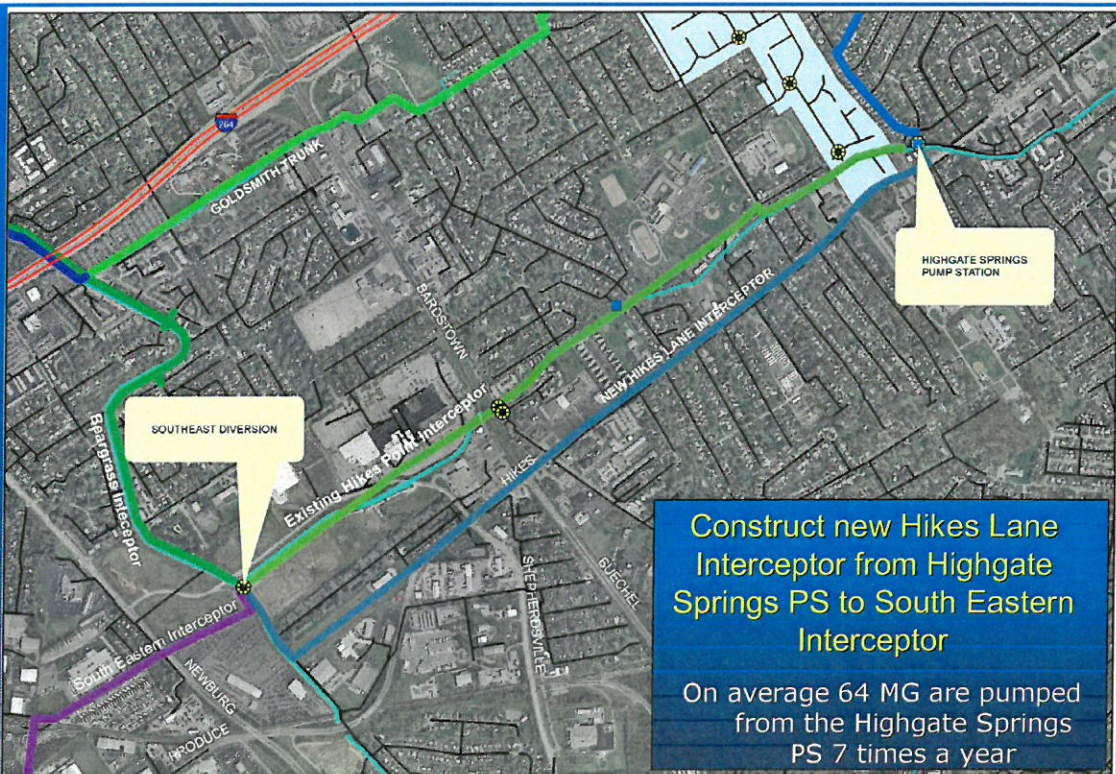 264
GOLDSMITH TRUNK
HIGHGATE SPRINGS
PUMP STATION
BARDSTOWN
NEW HIKES LANE INTERCEPTOR
SOUTHEAST DIVERSION
Existing Hikes Point Interceptor
Beargrass Inteceptor
HIKES
BUECHEL
SHEPHERDSVILLE
South Eastern Interceptor
NEWBURG
PRODUCE
Construct new Hikes Lane
Interceptor from Highgate
Springs PS to South Eastern
Interceptor
On average 64 MG are pumped
from the Highgate Springs
PS 7 times a year